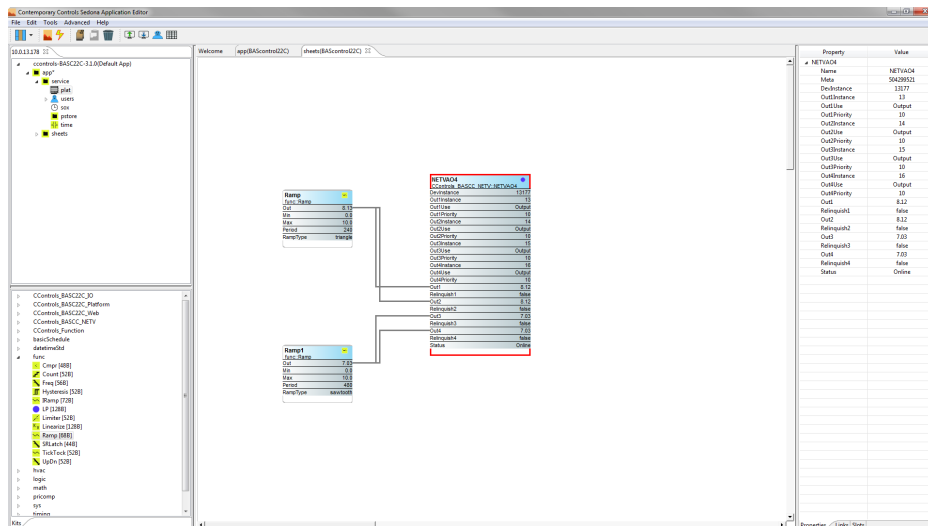 Contemporary Controls Sedona Application Editor
File Edit Tools Advanced Help
10.0.13.178
ccontrols-BASC22C-3.1.0(Default App)
app*
service
plat
users
sox
pstore
time
sheets
CControls_BASC22C_IO
CControls_BASC22C_Platform
CControls_BASC22C_Web
CControls_BASCC_NETV
CControls_Function
basicSchedule
datetimeStd
func
Cmpr [48B]
Count [52B]
Freq [56B]
Hysteresis [52B]
IRamp [72B]
LP [128B]
Limiter [52B]
Linearize [128B]
Ramp [68B]
SRLatch [44B]
TickTock [52B]
UpDn [52B]
hvac
logic
math
pricomp
sys
timing
Kits
Welcome app(BAScontrol22C) sheets(BAScontrol22C)
Ramp
func::Ramp
Out 8.13
Min 0.0
Max 10.0
Period 240
RampType triangle
Ramp1
func::Ramp
Out 7.03
Min 0.0
Max 10.0
Period 480
RampType sawtooth
NETVAO4
CControls_BASCC_NETV::NETVAO4
DevInstance 13177
Out1Instance 13
Out1Use Output
Out1Priority 10
Out2Instance 14
Out2Use Output
Out2Priority 10
Out3Instance 15
Out3Use Output
Out3Priority 10
Out4Instance 16
Out4Use Output
Out4Priority 10
Out1 8.12
Relinquish1 false
Out2 8.12
Relinquish2 false
Out3 7.03
Relinquish3 false
Out4 7.03
Relinquish4 false
Status Online
Property Value
NETVAO4
Name NETVAO4
Meta 504299521
DevInstance 13177
Out1Instance 13
Out1Use Output
Out1Priority 10
Out2Instance 14
Out2Use Output
Out2Priority 10
Out3Instance 15
Out3Use Output
Out3Priority 10
Out4Instance 16
Out4Use Output
Out4Priority 10
Out1 8.12
Relinquish1 false
Out2 8.12
Relinquish2 false
Out3 7.03
Relinquish3 false
Out4 7.03
Relinquish4 false
Status Online
Properties Links Slots